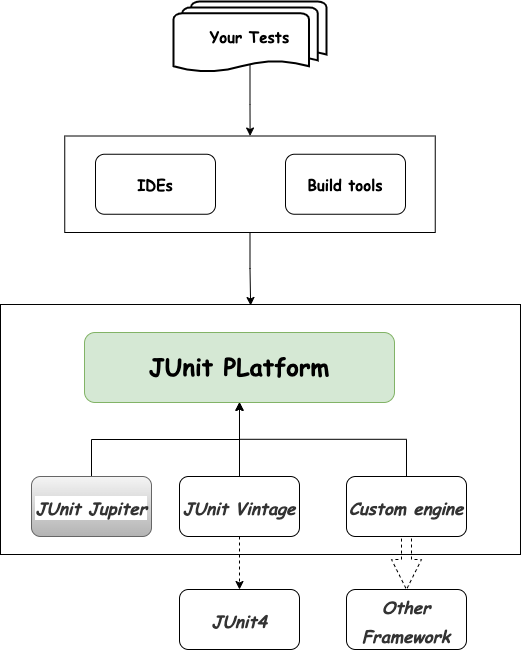 Your Tests
IDEs
Build tools
JUnit PLatform
JUnit Jupiter
JUnit Vintage
Custom engine
JUnit4
Other
Framework